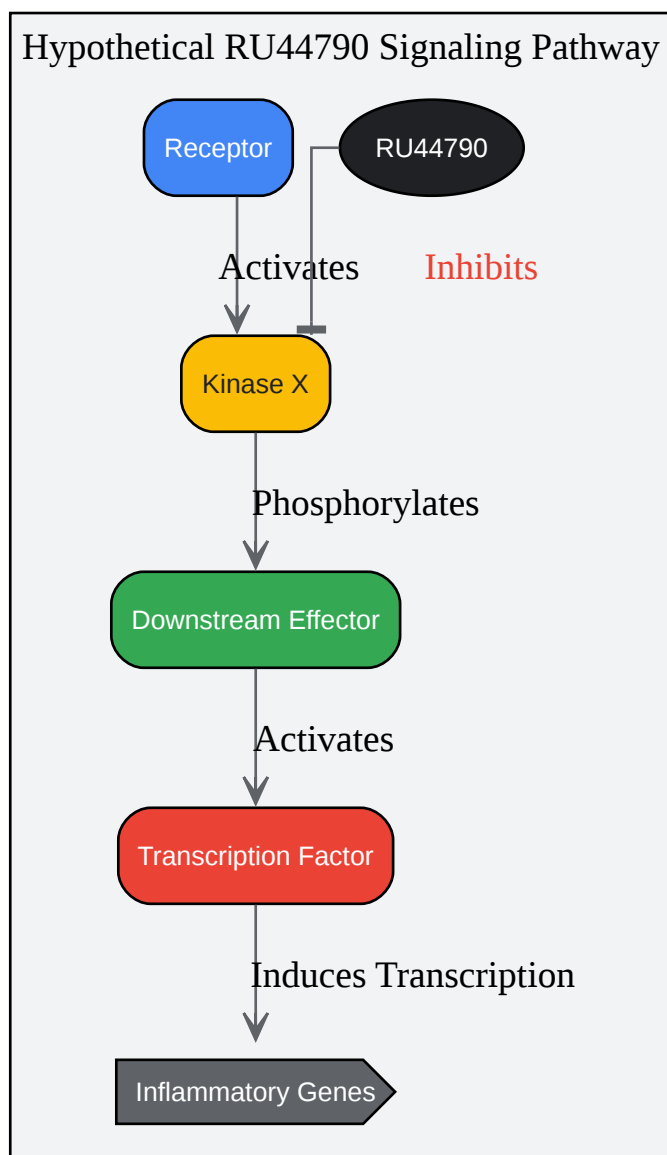 Hypothetical RU44790 Signaling Pathway
Receptor
RU44790
Activates
Inhibits
Kinase X
Phosphorylates
Downstream Effector
Activates
Transcription Factor
Induces Transcription
Inflammatory Genes